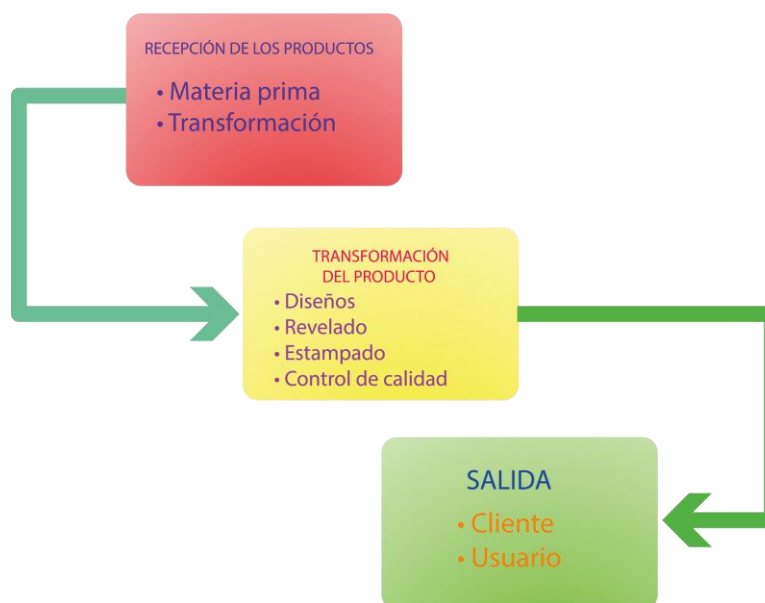 RECEPCIÓN DE LOS PRODUCTOS
• Materia prima
• Transformación
TRANSFORMACIÓN
DEL PRODUCTO
• Diseños
• Revelado
• Estampado
• Control de calidad
SALIDA
• Cliente
• Usuario